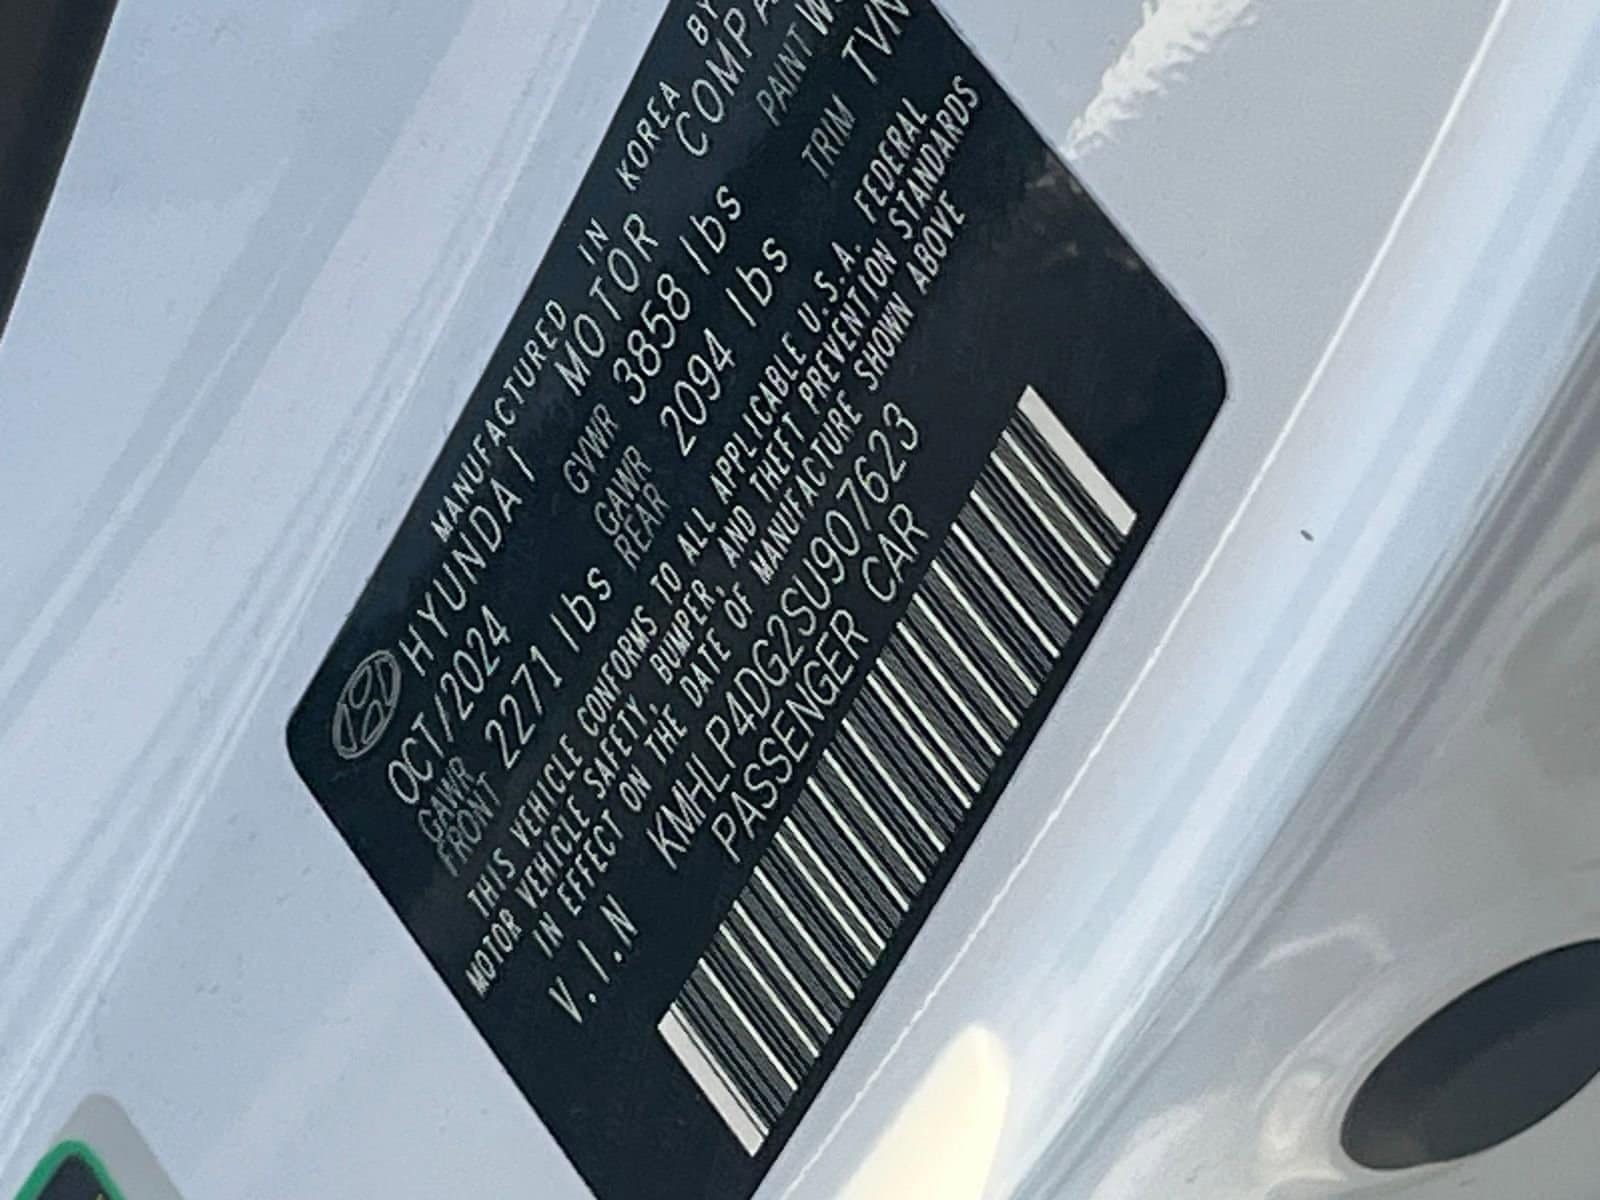 MANUFACTURED IN KOREA BY
HYUNDAI MOTOR
OCT/2024 GVWR 3858 lbs PAINT
GAWR FRONT 2271 lbs GAWR REAR 2094 lbs TRIM
THIS VEHICLE CONFORMS TO ALL APPLICABLE U.S.A. FEDERAL
MOTOR VEHICLE SAFETY, BUMPER, AND THEFT PREVENTION STANDARDS
IN EFFECT ON THE DATE OF MANUFACTURE SHOWN ABOVE
V.I.N KMHLP4DG2SU907623
PASSENGER CAR